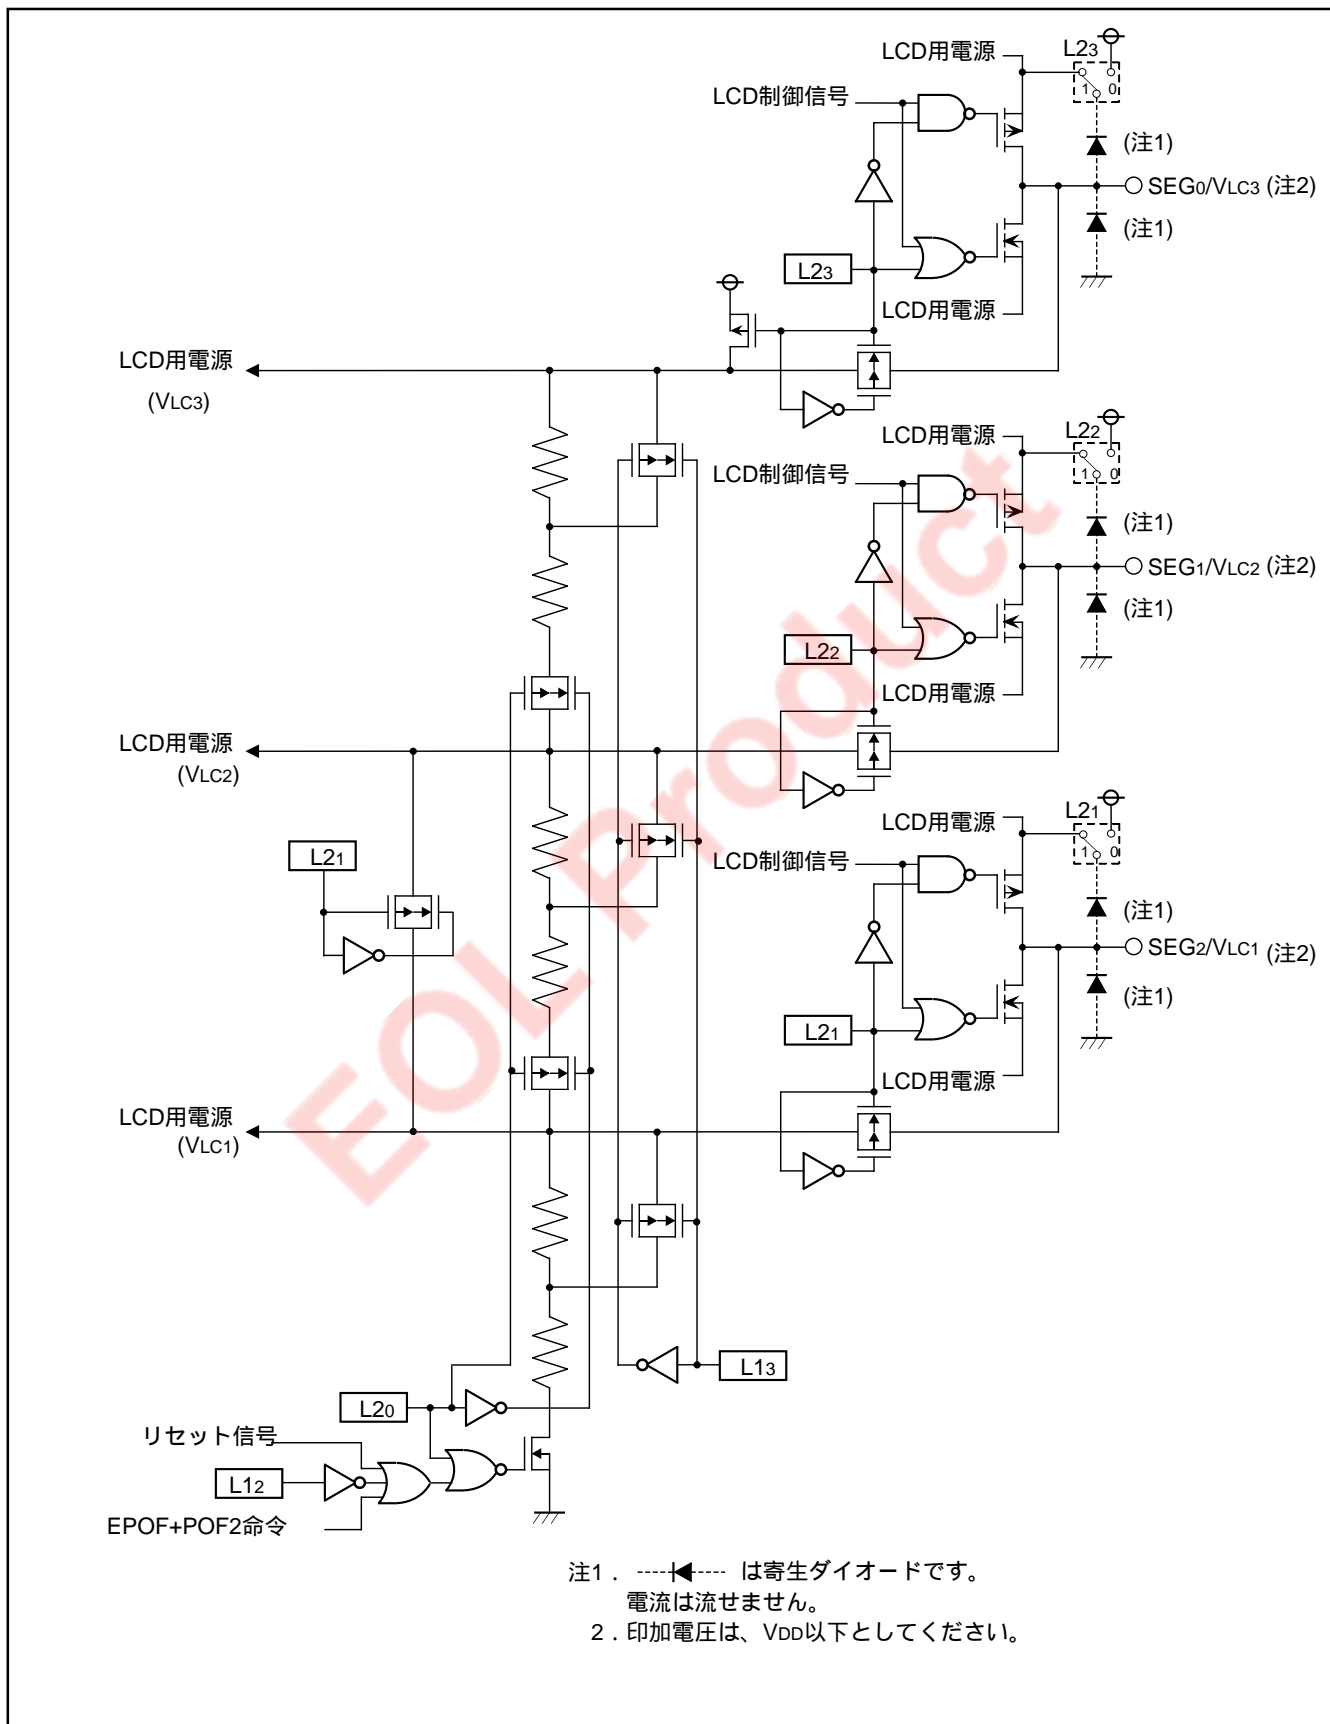 LCD用電源
L23
1 0
LCD制御信号
(注1)
SEG0/VLC3 (注2)
(注1)
L23
LCD用電源
LCD用電源
(VLC3)
LCD用電源
L22
1 0
LCD制御信号
(注1)
SEG1/VLC2 (注2)
(注1)
L22
LCD用電源
LCD用電源
(VLC2)
LCD用電源
L21
1 0
L21
LCD制御信号
(注1)
SEG2/VLC1 (注2)
(注1)
L21
LCD用電源
LCD用電源
(VLC1)
L13
L20
リセット信号
L12
EPOF+POF2命令
注1． は寄生ダイオードです。
電流は流せません。
2．印加電圧は、VDD以下としてください。
EOL Product